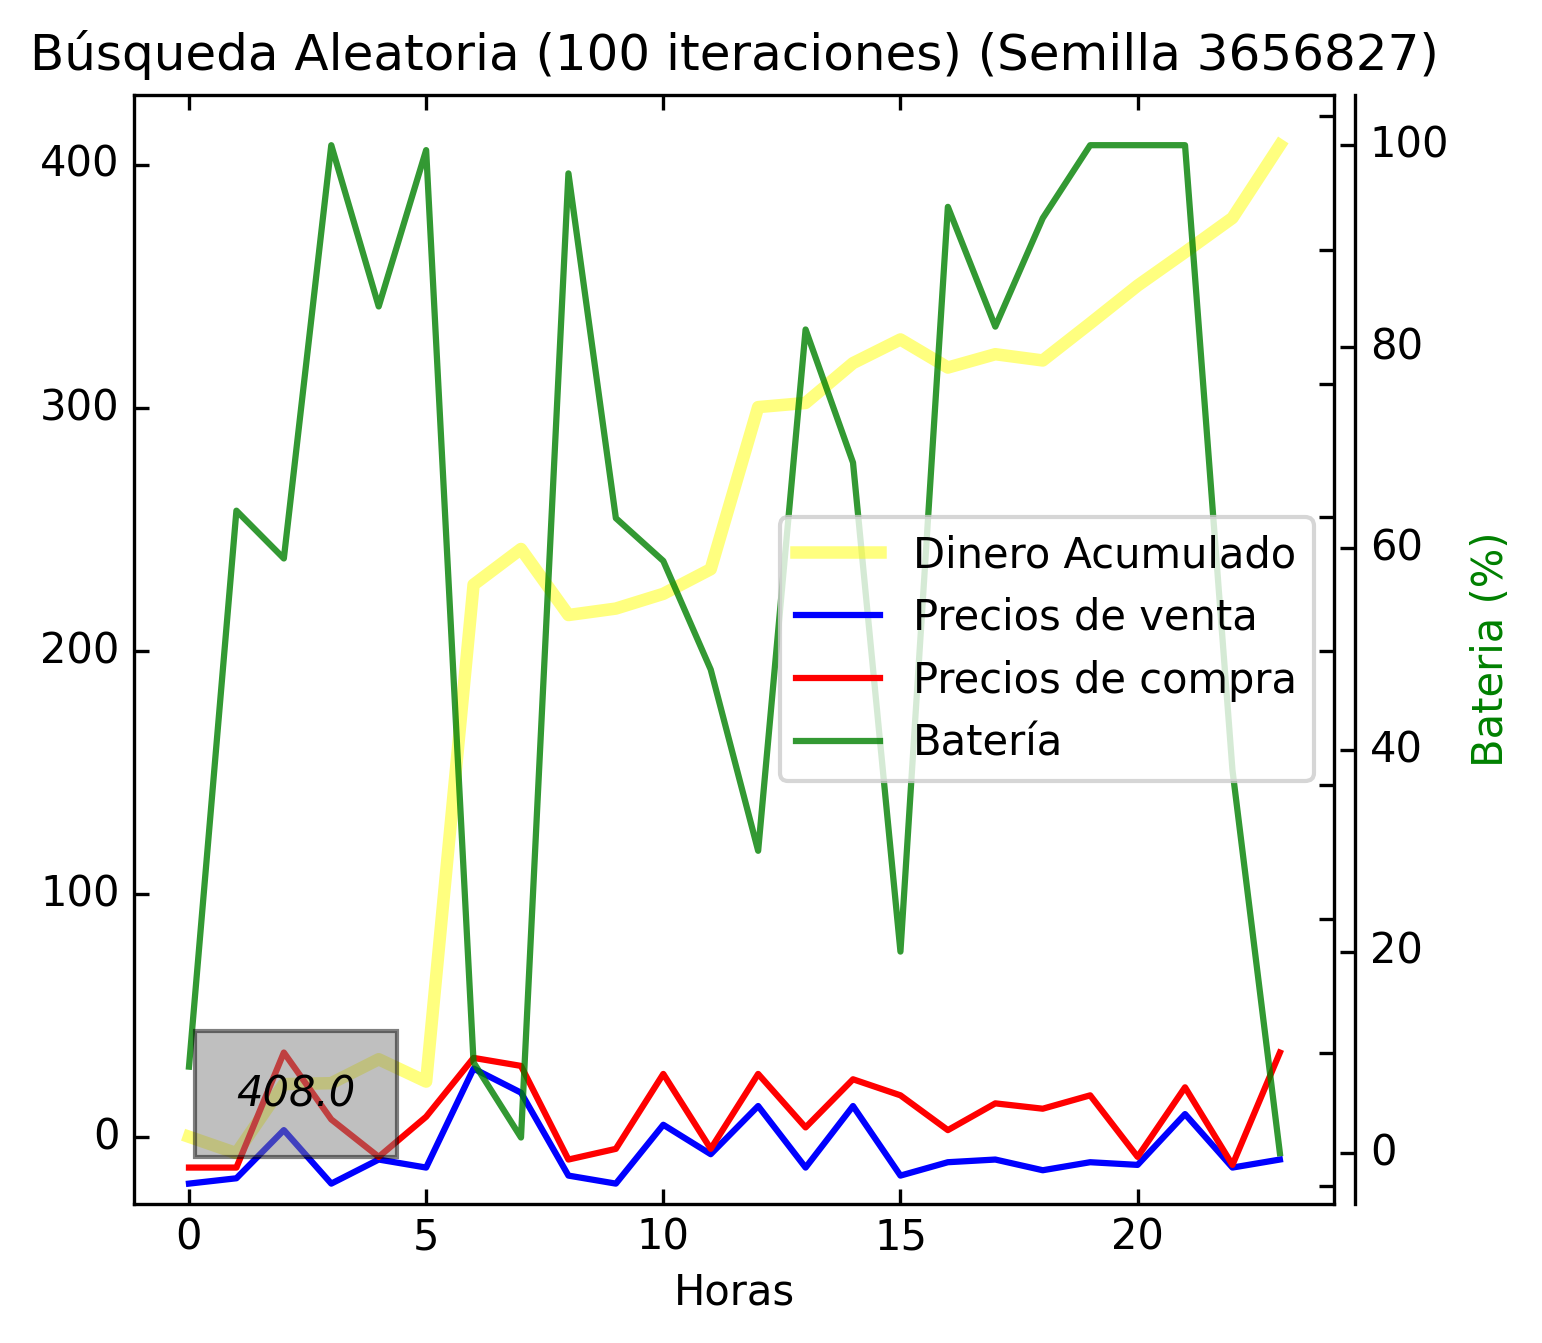 Búsqueda Aleatoria (100 iteraciones) (Semilla 3656827)
400
300
200
100
0
100
80
60
40
20
0
Bateria (%)
Dinero Acumulado
Precios de venta
Precios de compra
Batería
408.0
0
5
10
15
20
Horas